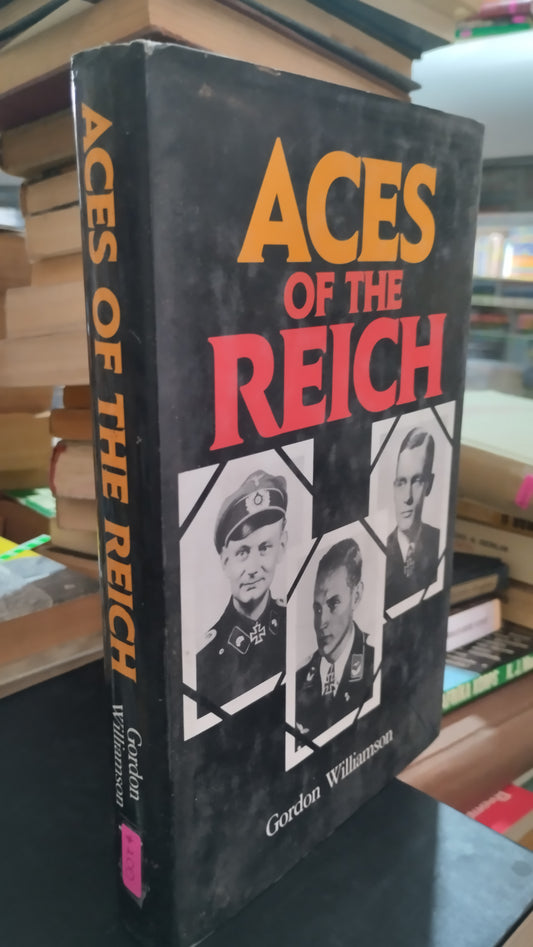 ACES
OF THE
REICH
Gordon Williamson
ACES OF THE REICH
Gordon
Williamson